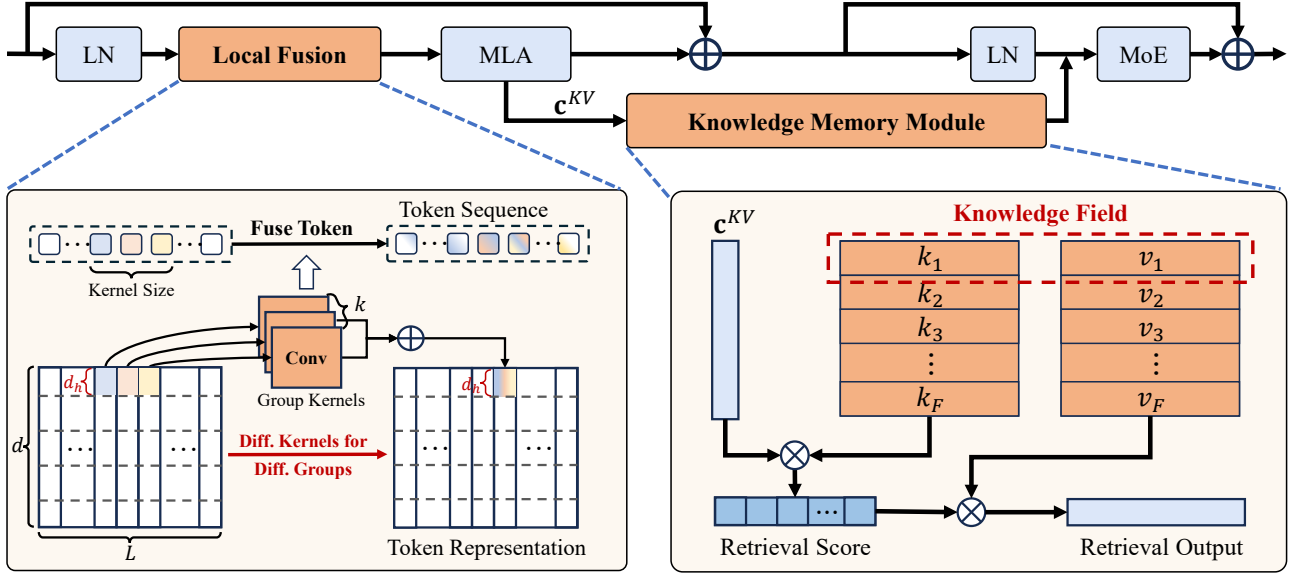 LN
Local Fusion
MLA
LN
MoE
c^{KV}
Knowledge Memory Module
Token Sequence
Fuse Token
...
...
...
...
Kernel Size
k
Conv
Group Kernels
d_h
d_h
d
...
...
...
...
Diff. Kernels for
Diff. Groups
L
Token Representation
c^{KV}
Knowledge Field
k_1
v_1
k_2
v_2
k_3
v_3
⋮
⋮
k_F
v_F
...
Retrieval Score
Retrieval Output